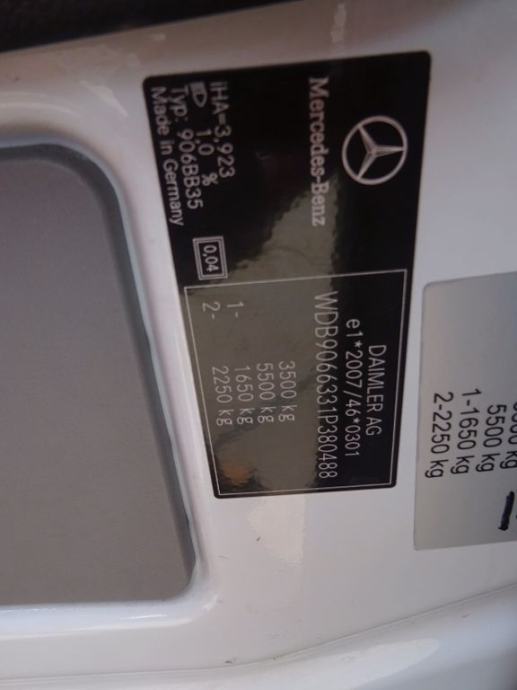 Mercedes-Benz
DAIMLER AG
e1*2007/46*0301
WDB9066331P380488
3500 kg
5500 kg
1- 1650 kg
2- 2250 kg
iHA=3,923
1,0 %
Typ: 906BB35
Made in Germany
0,04
5500 kg
1-1650 kg
2-2250 kg